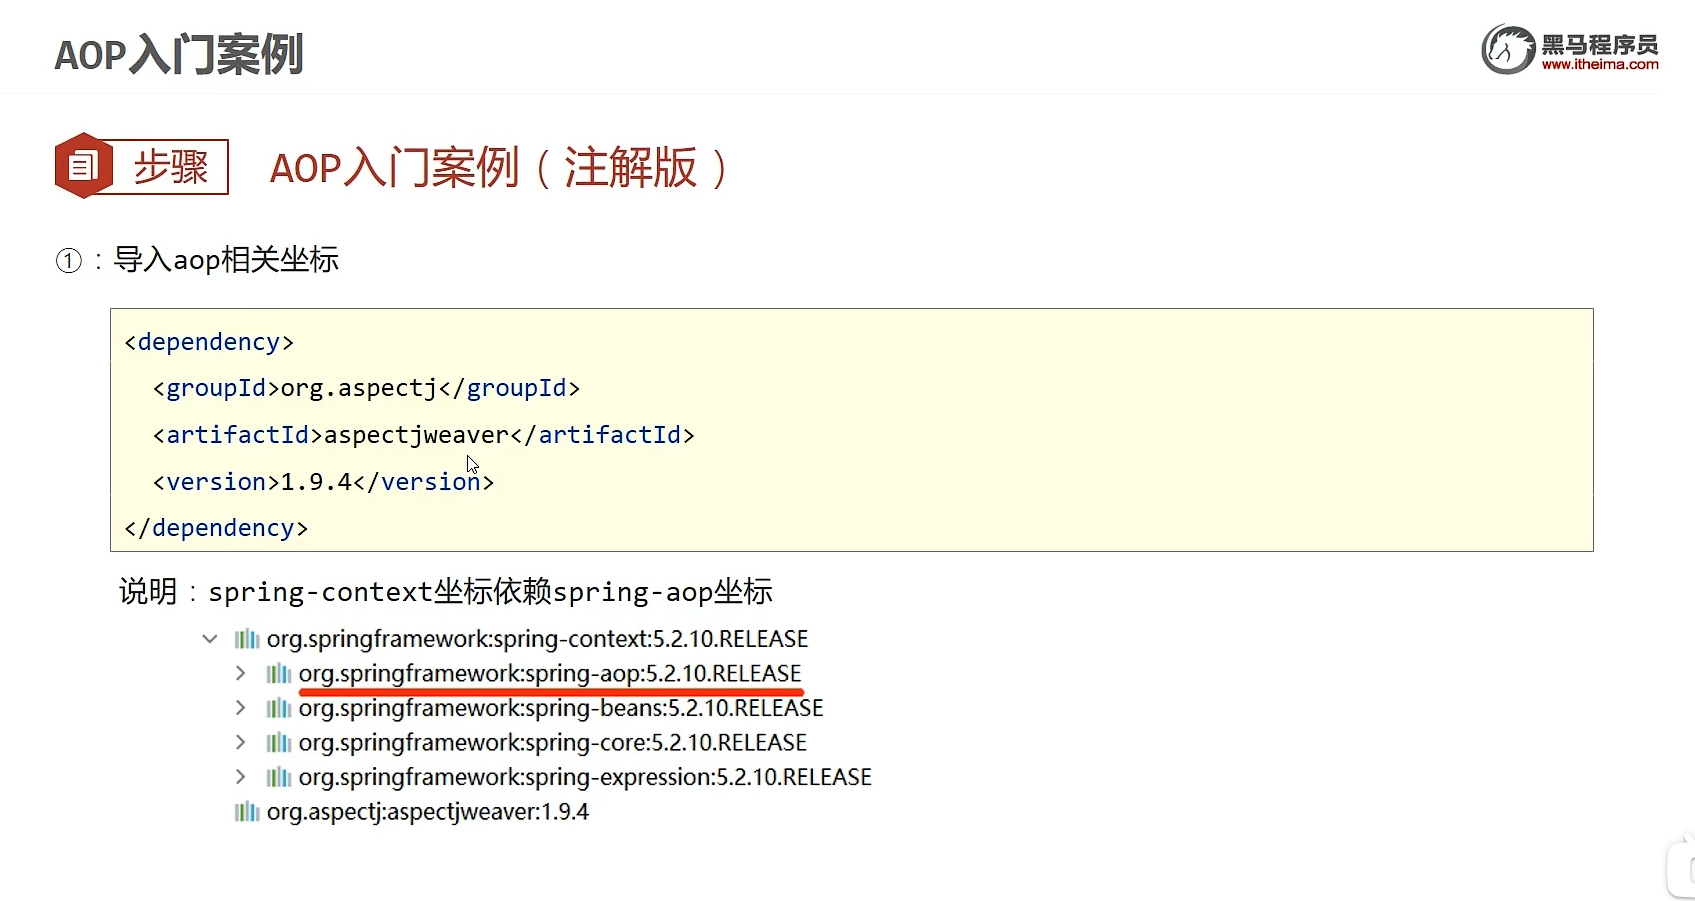 AOP入门案例
黑马程序员
www.itheima.com
步骤
AOP入门案例（注解版）
①：导入aop相关坐标
<dependency>
<groupId>org.aspectj</groupId>
<artifactId>aspectjweaver</artifactId>
<version>1.9.4</version>
</dependency>
说明：spring-context坐标依赖spring-aop坐标
org.springframework:spring-context:5.2.10.RELEASE
org.springframework:spring-aop:5.2.10.RELEASE
org.springframework:spring-beans:5.2.10.RELEASE
org.springframework:spring-core:5.2.10.RELEASE
org.springframework:spring-expression:5.2.10.RELEASE
org.aspectj:aspectjweaver:1.9.4